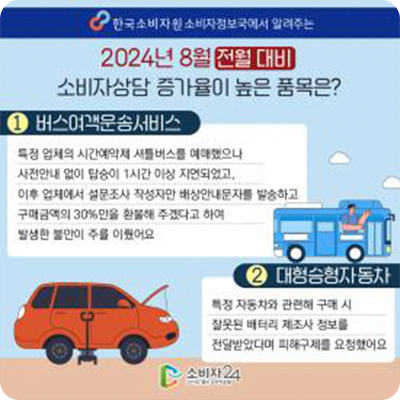 한국소비자원 소비자정보국에서 알려주는
2024년 8월 전월 대비
소비자상담 증가율이 높은 품목은?
1 버스여객운송서비스
특정 업체의 시간예약제 셔틀버스를 예매했으나
사전안내 없이 탑승이 1시간 이상 지연되었고,
이후 업체에서 설문조사 작성자만 배상안내문자를 발송하고
구매금액의 30%만을 환불해 주겠다고 하여
발생한 불만이 주를 이뤘어요
2 대형승형자동차
특정 자동차와 관련해 구매 시
잘못된 배터리 제조사 정보를
전달받았다며 피해구제를 요청했어요
소비자24